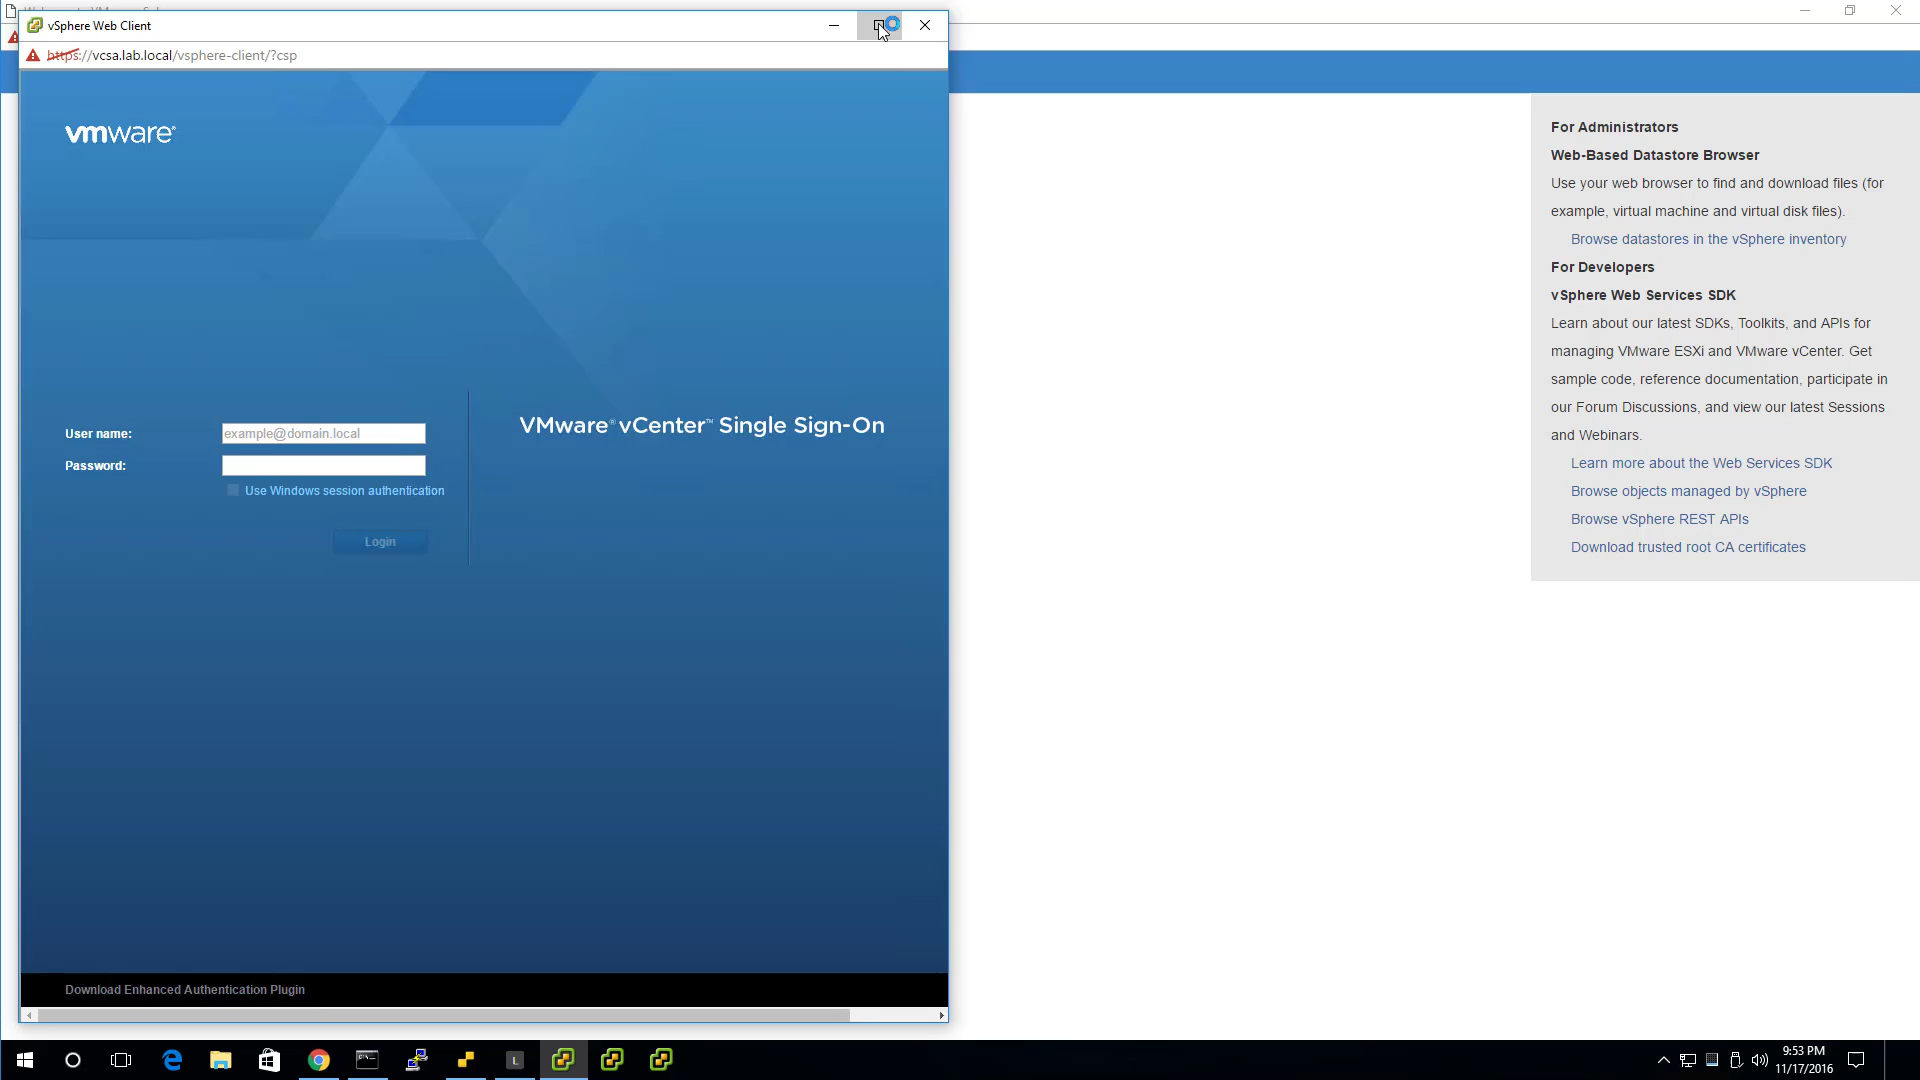 vSphere Web Client
https://vcsa.lab.local/vsphere-client/?csp
vmware®
User name:
example@domain.local
Password:
Use Windows session authentication
Login
VMware® vCenter™ Single Sign-On
Download Enhanced Authentication Plugin
For Administrators
Web-Based Datastore Browser
Use your web browser to find and download files (for
example, virtual machine and virtual disk files).
Browse datastores in the vSphere inventory
For Developers
vSphere Web Services SDK
Learn about our latest SDKs, Toolkits, and APIs for
managing VMware ESXi and VMware vCenter. Get
sample code, reference documentation, participate in
our Forum Discussions, and view our latest Sessions
and Webinars.
Learn more about the Web Services SDK
Browse objects managed by vSphere
Browse vSphere REST APIs
Download trusted root CA certificates
L
9:53 PM
11/17/2016